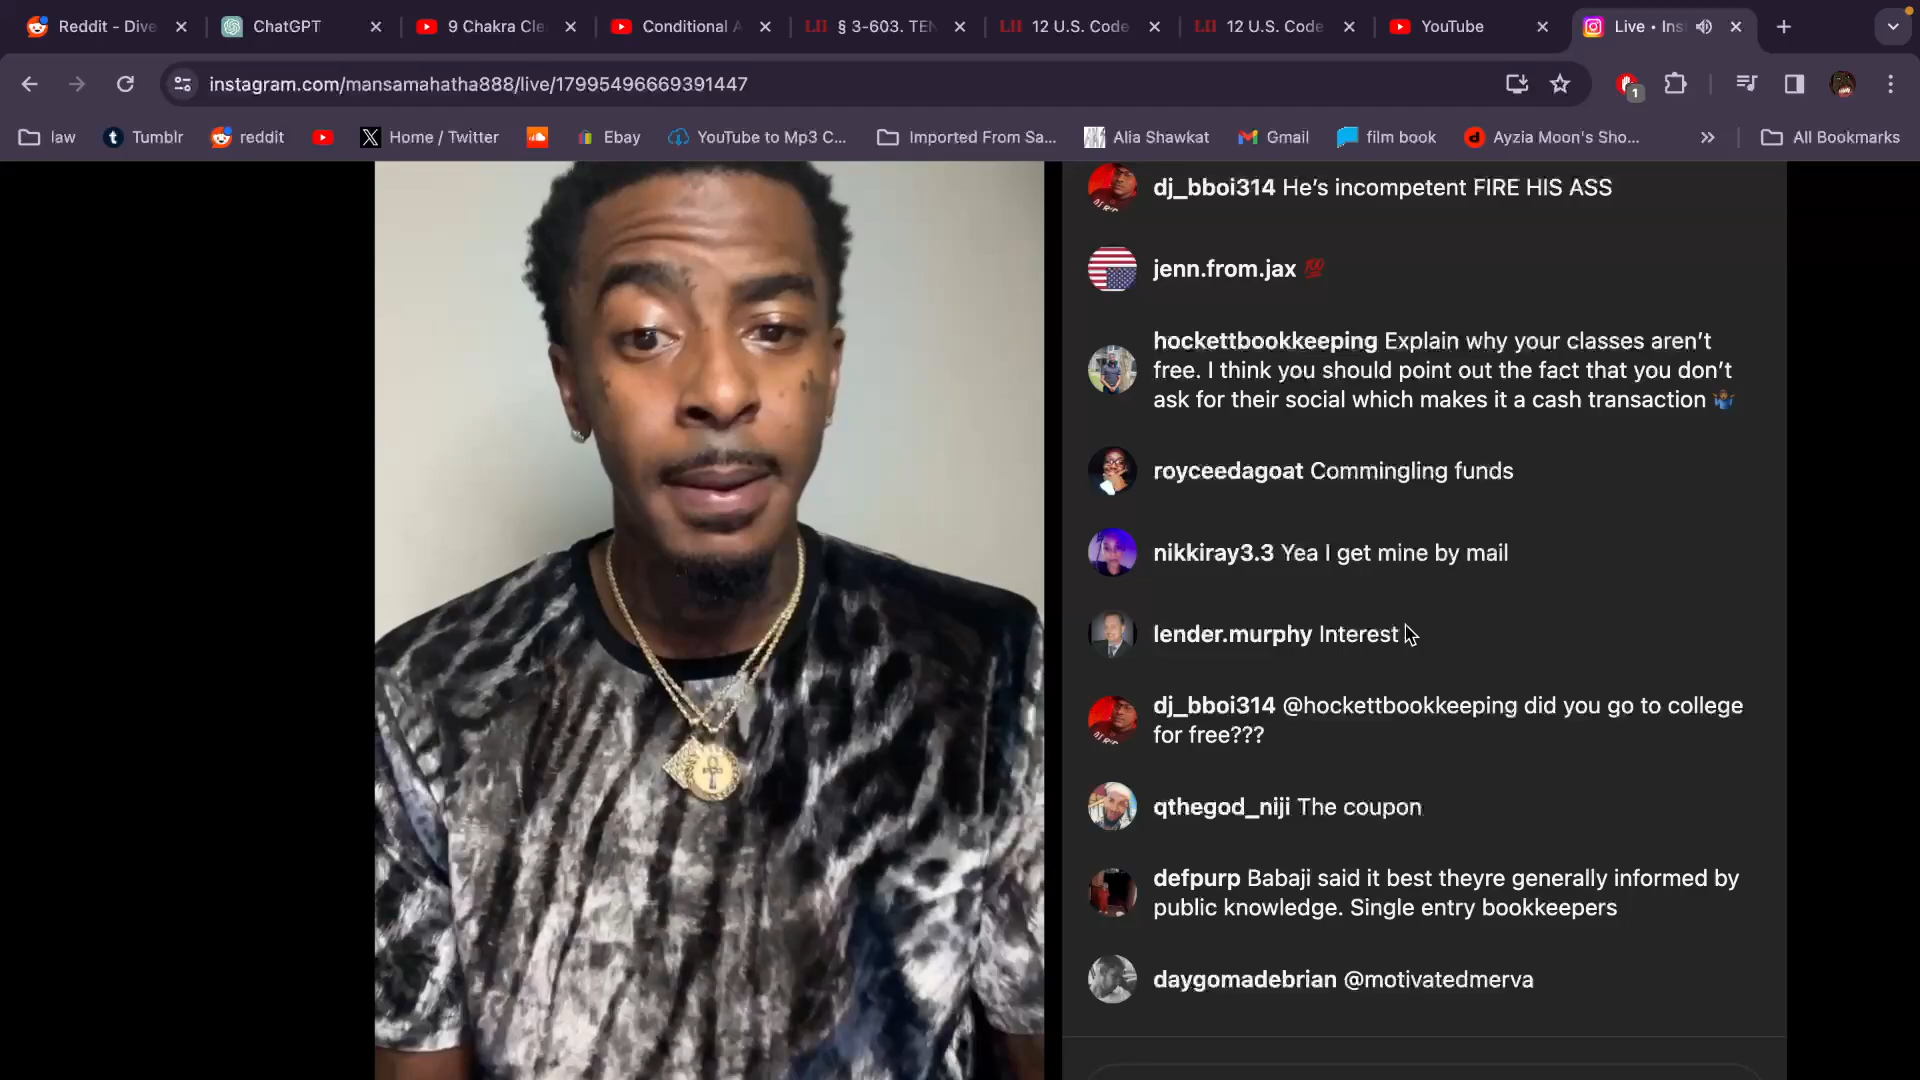 Reddit - Dive
ChatGPT
9 Chakra Cle
Conditional A
LII § 3-603. TEN
LII 12 U.S. Code
LII 12 U.S. Code
YouTube
Live • Ins
instagram.com/mansamahatha888/live/17995496669391447
1
law
Tumblr
reddit
Home / Twitter
Ebay
YouTube to Mp3 C...
Imported From Sa...
Alia Shawkat
Gmail
film book
Ayzia Moon's Sho...
All Bookmarks
dj_bboi314 He's incompetent FIRE HIS ASS
jenn.from.jax 💯
hockettbookkeeping Explain why your classes aren't
free. I think you should point out the fact that you don't
ask for their social which makes it a cash transaction 🤷🏾‍♂️
royceedagoat Commingling funds
nikkiray3.3 Yea I get mine by mail
lender.murphy Interest
dj_bboi314 @hockettbookkeeping did you go to college
for free???
qthegod_niji The coupon
defpurp Babaji said it best theyre generally informed by
public knowledge. Single entry bookkeepers
daygomadebrian @motivatedmerva